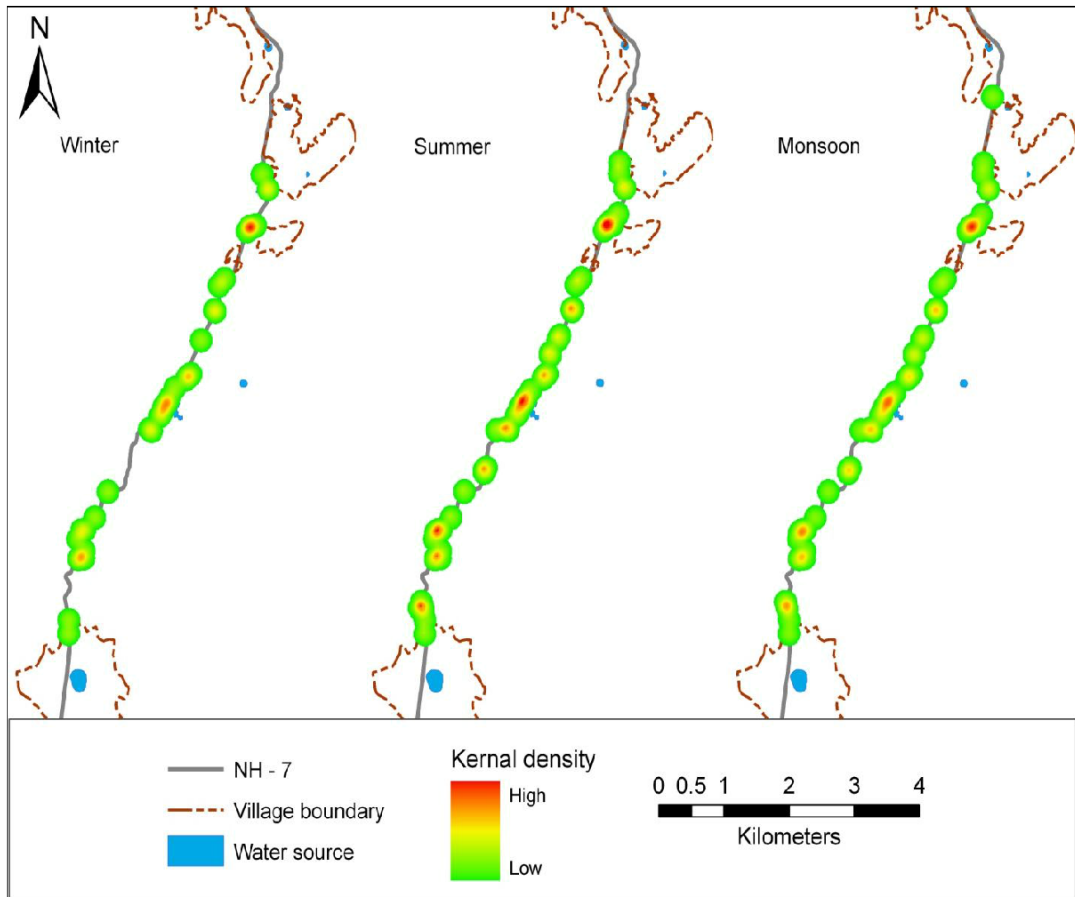 N
Winter
Summer
Monsoon
NH - 7
Village boundary
Water source
Kernal density
High
Low
0 0.5 1 2 3 4
Kilometers